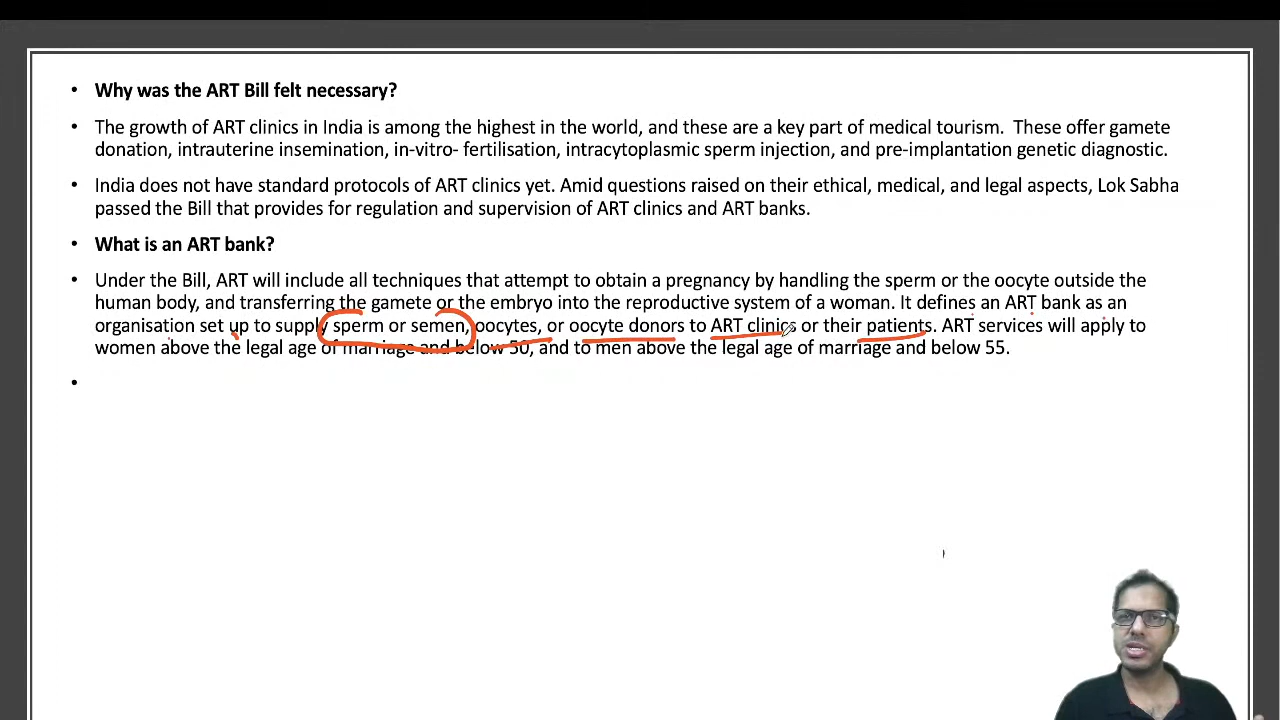 • Why was the ART Bill felt necessary?
• The growth of ART clinics in India is among the highest in the world, and these are a key part of medical tourism.  These offer gamete
donation, intrauterine insemination, in-vitro- fertilisation, intracytoplasmic sperm injection, and pre-implantation genetic diagnostic.
• India does not have standard protocols of ART clinics yet. Amid questions raised on their ethical, medical, and legal aspects, Lok Sabha
passed the Bill that provides for regulation and supervision of ART clinics and ART banks.
• What is an ART bank?
• Under the Bill, ART will include all techniques that attempt to obtain a pregnancy by handling the sperm or the oocyte outside the
human body, and transferring the gamete or the embryo into the reproductive system of a woman. It defines an ART bank as an
organisation set up to supply sperm or semen, oocytes, or oocyte donors to ART clinics or their patients. ART services will apply to
women above the legal age of marriage and below 50, and to men above the legal age of marriage and below 55.
•